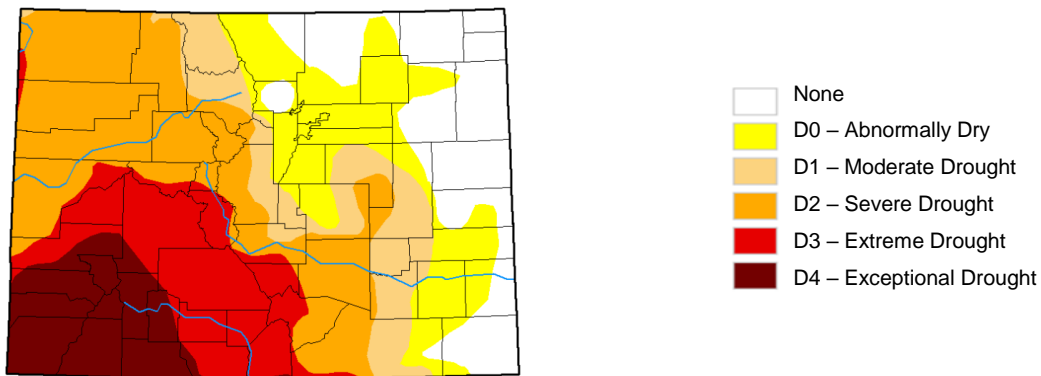 None
D0 – Abnormally Dry
D1 – Moderate Drought
D2 – Severe Drought
D3 – Extreme Drought
D4 – Exceptional Drought